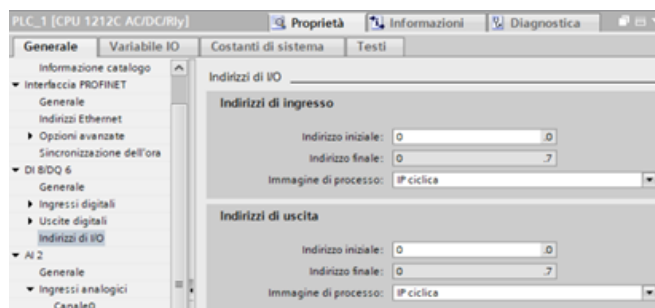 PLC_1 [CPU 1212C AC/DC/Rly]
Proprietà
Informazioni
Diagnostica
Generale
Variabile IO
Costanti di sistema
Testi
Informazione catalogo
Interfaccia PROFINET
Generale
Indirizzi Ethernet
Opzioni avanzate
Sincronizzazione dell'ora
DI 8/DQ 6
Generale
Ingressi digitali
Uscite digitali
Indirizzi di I/O
AI 2
Generale
Ingressi analogici
Canale0
Indirizzi di I/O
Indirizzi di ingresso
Indirizzo iniziale: 0 .0
Indirizzo finale: 0 .7
Immagine di processo: IP ciclica
Indirizzi di uscita
Indirizzo iniziale: 0 .0
Indirizzo finale: 0 .7
Immagine di processo: IP ciclica